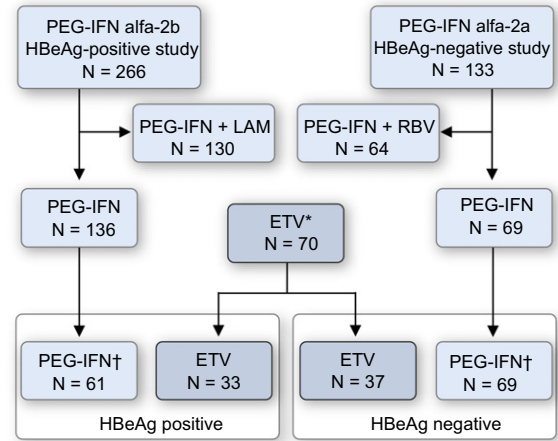 PEG-IFN alfa-2b
HBeAg-positive study
N = 266
PEG-IFN alfa-2a
HBeAg-negative study
N = 133
PEG-IFN + LAM
N = 130
PEG-IFN + RBV
N = 64
PEG-IFN
N = 136
ETV*
N = 70
PEG-IFN
N = 69
PEG-IFN†
N = 61
ETV
N = 33
ETV
N = 37
PEG-IFN†
N = 69
HBeAg positive
HBeAg negative